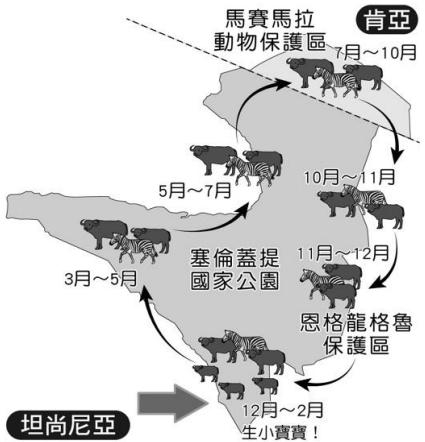 馬賽馬拉
動物保護區
肯亞
7月～10月
5月～7月
10月～11月
3月～5月
塞倫蓋提
國家公園
11月～12月
恩格龍格魯
保護區
坦尚尼亞
12月～2月
生小寶寶！